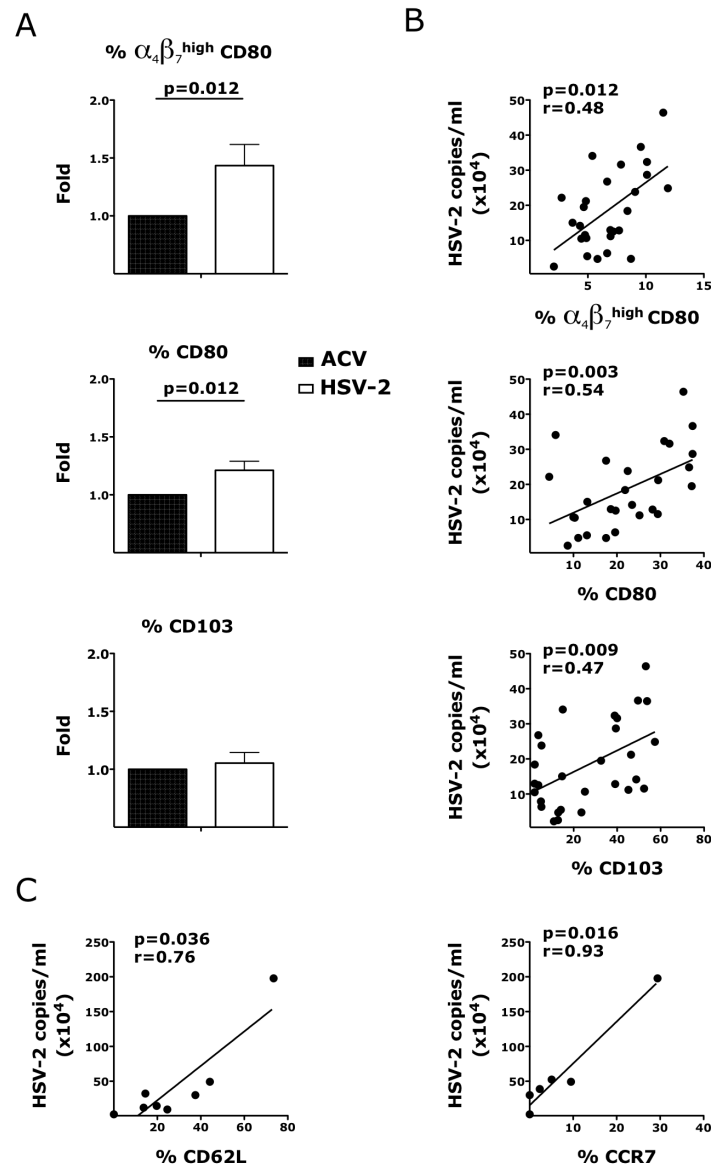 A
% α₄β₇ʰⁱᵍʰ CD80
p=0.012
2.0
1.5
1.0
Fold
% CD80
p=0.012
2.0
1.5
1.0
Fold
ACV
HSV-2
% CD103
2.0
1.5
1.0
Fold
B
p=0.012
r=0.48
50
40
30
20
10
5
10
15
HSV-2 copies/ml
(x10⁴)
% α₄β₇ʰⁱᵍʰ CD80
p=0.003
r=0.54
50
40
30
20
10
10
20
30
40
HSV-2 copies/ml
(x10⁴)
% CD80
p=0.009
r=0.47
50
40
30
20
10
20
40
60
80
HSV-2 copies/ml
(x10⁴)
% CD103
C
p=0.036
r=0.76
250
200
150
100
50
20
40
60
80
HSV-2 copies/ml
(x10⁴)
% CD62L
p=0.016
r=0.93
250
200
150
100
50
0
10
20
30
40
HSV-2 copies/ml
(x10⁴)
% CCR7